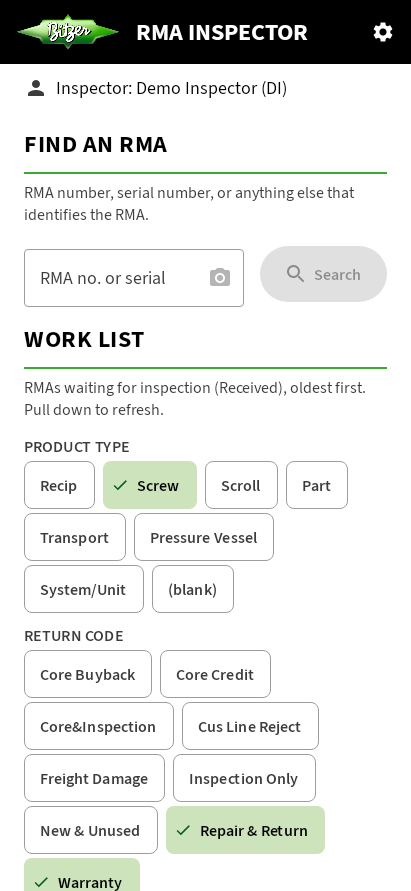 Bitzer
RMA INSPECTOR
Inspector: Demo Inspector (DI)
FIND AN RMA
RMA number, serial number, or anything else that
identifies the RMA.
RMA no. or serial
Search
WORK LIST
RMAs waiting for inspection (Received), oldest first.
Pull down to refresh.
PRODUCT TYPE
Recip
Screw
Scroll
Part
Transport
Pressure Vessel
System/Unit
(blank)
RETURN CODE
Core Buyback
Core Credit
Core&Inspection
Cus Line Reject
Freight Damage
Inspection Only
New & Unused
Repair & Return
Warranty